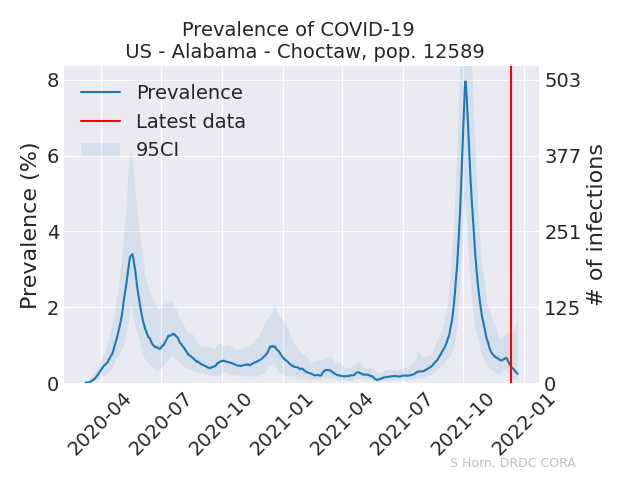 Prevalence of COVID-19
US - Alabama - Choctaw, pop. 12589
Prevalence
Latest data
95CI
Prevalence (%)
8
6
4
2
0
503
377
251
125
0
# of infections
2020-04
2020-07
2020-10
2021-01
2021-04
2021-07
2021-10
2022-01
S Horn, DRDC CORA